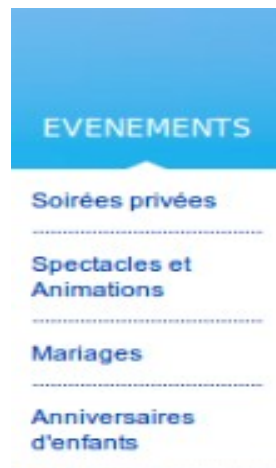 EVENEMENTS
Soirées privées
Spectacles et
Animations
Mariages
Anniversaires
d'enfants